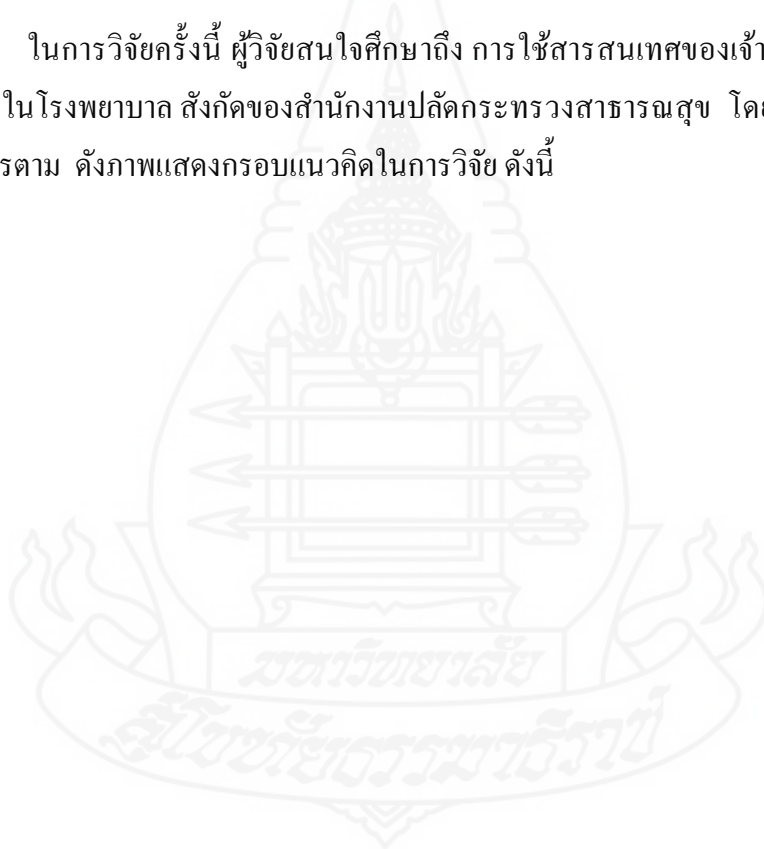 ในการวิจัยครั้งนี้ ผู้วิจัยสนใจศึกษาถึง การใช้สารสนเทศของเจ้า
ในโรงพยาบาล สังกัดของสำนักงานปลัดกระทรวงสาธารณสุข โดย
รตาม ดังภาพแสดงกรอบแนวคิดในการวิจัย ดังนี้
มหาวิทยาลัย
สุโขทัยธรรมาธิราช